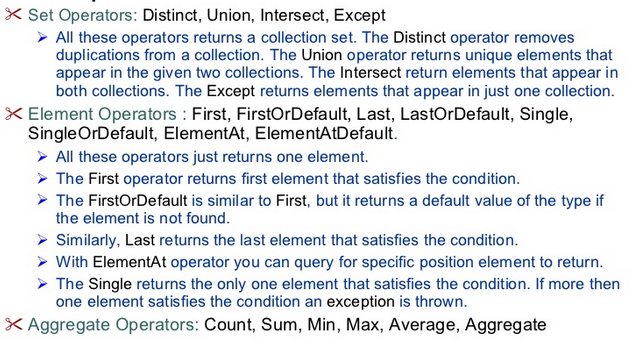 Set Operators: Distinct, Union, Intersect, Except
All these operators returns a collection set. The Distinct operator removes
duplications from a collection. The Union operator returns unique elements that
appear in the given two collections. The Intersect return elements that appear in
both collections. The Except returns elements that appear in just one collection.
Element Operators : First, FirstOrDefault, Last, LastOrDefault, Single,
SingleOrDefault, ElementAt, ElementAtDefault.
All these operators just returns one element.
The First operator returns first element that satisfies the condition.
The FirstOrDefault is similar to First, but it returns a default value of the type if
the element is not found.
Similarly, Last returns the last element that satisfies the condition.
With ElementAt operator you can query for specific position element to return.
The Single returns the only one element that satisfies the condition. If more then
one element satisfies the condition an exception is thrown.
Aggregate Operators: Count, Sum, Min, Max, Average, Aggregate